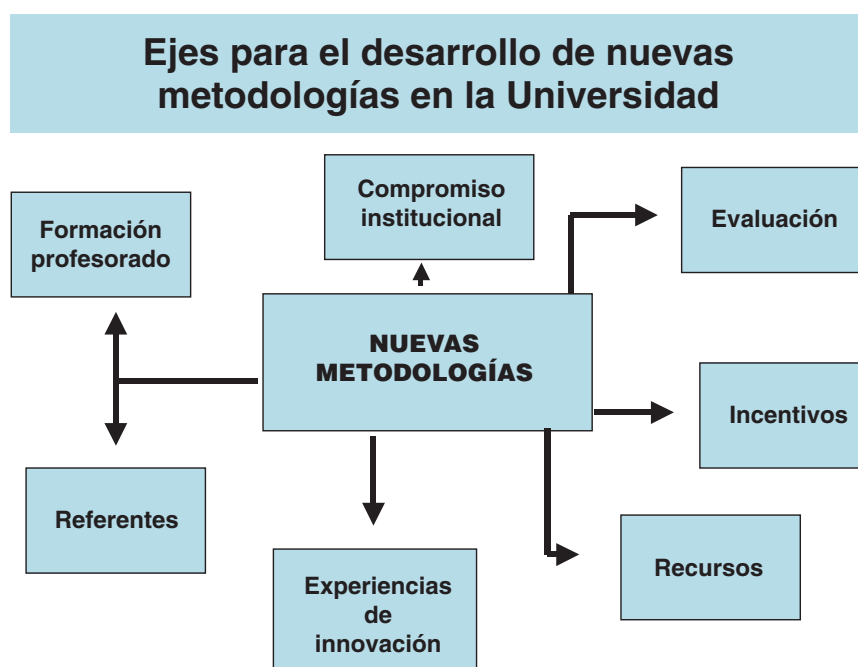 Ejes para el desarrollo de nuevas
metodologías en la Universidad
Compromiso
institucional
Formación
profesorado
Evaluación
NUEVAS
METODOLOGÍAS
Incentivos
Referentes
Recursos
Experiencias
de
innovación